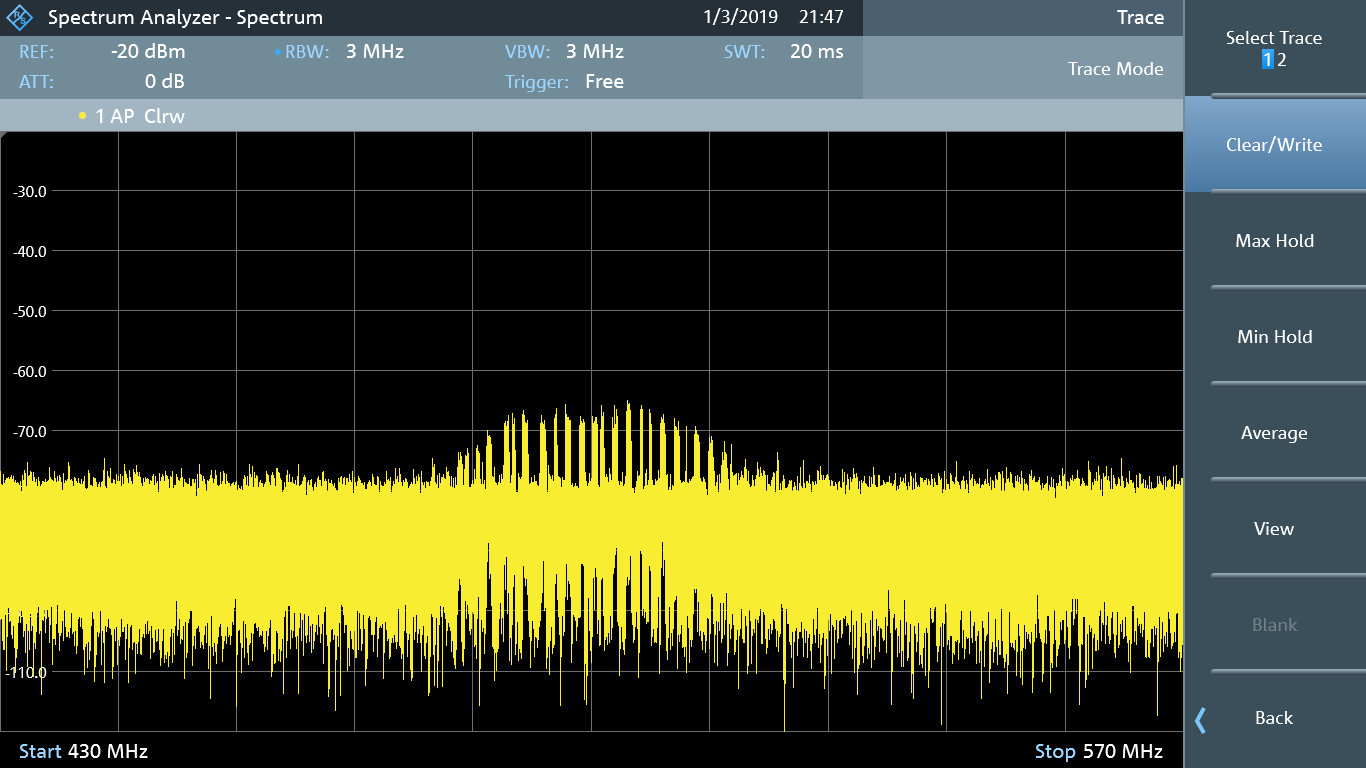 Spectrum Analyzer - Spectrum 1/3/2019 21:47 Trace
REF: -20 dBm RBW: 3 MHz VBW: 3 MHz SWT: 20 ms
ATT: 0 dB Trigger: Free Trace Mode
1 AP Clrw
-30.0
-40.0
-50.0
-60.0
-70.0
-110.0
Start 430 MHz Stop 570 MHz
Select Trace
1 2
Clear/Write
Max Hold
Min Hold
Average
View
Blank
Back